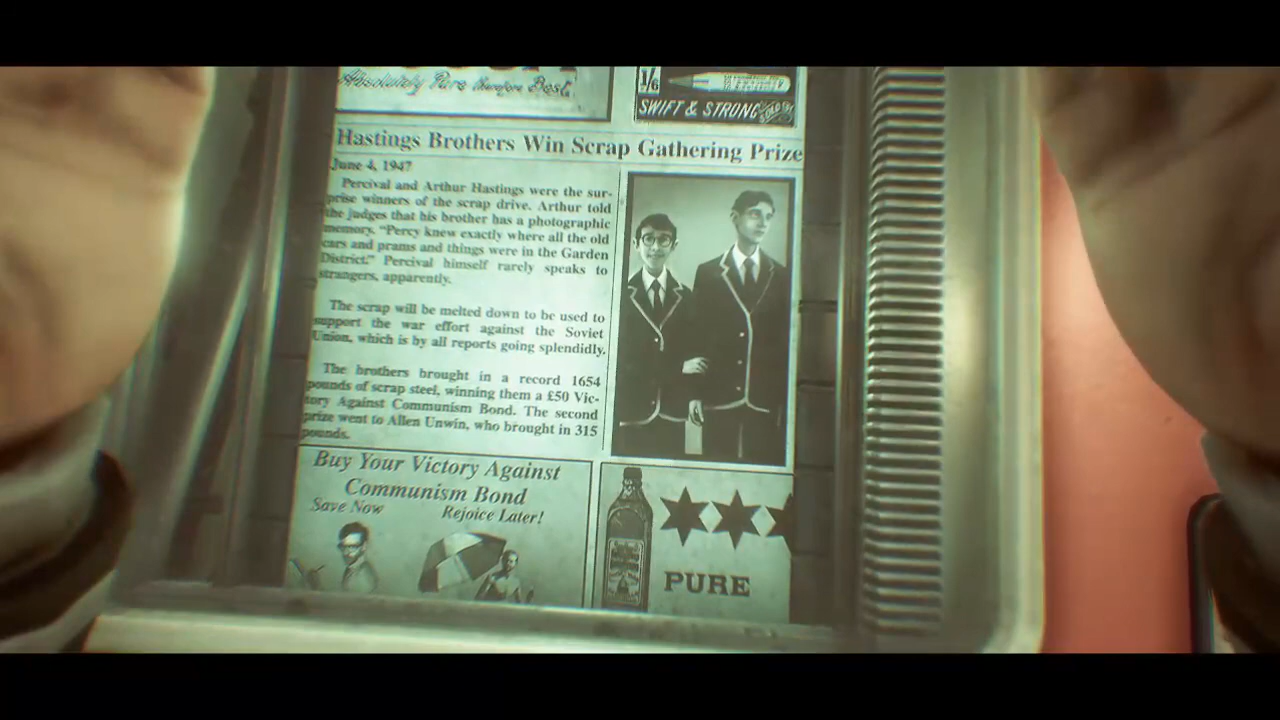 Absolutely Pure Therefore Best.
1/6
SWIFT & STRONG
Hastings Brothers Win Scrap Gathering Prize
June 4, 1947
Percival and Arthur Hastings were the sur-
prise winners of the scrap drive. Arthur told
the judges that his brother has a photographic
memory. "Percy knew exactly where all the old
cars and prams and things were in the Garden
District." Percival himself rarely speaks to
strangers, apparently.
The scrap will be melted down to be used to
support the war effort against the Soviet
Union, which is by all reports going splendidly.
The brothers brought in a record 1654
pounds of scrap steel, winning them a £50 Vic-
tory Against Communism Bond. The second
prize went to Allen Unwin, who brought in 315
pounds.
Buy Your Victory Against
Communism Bond
Save Now
Rejoice Later!
PURE